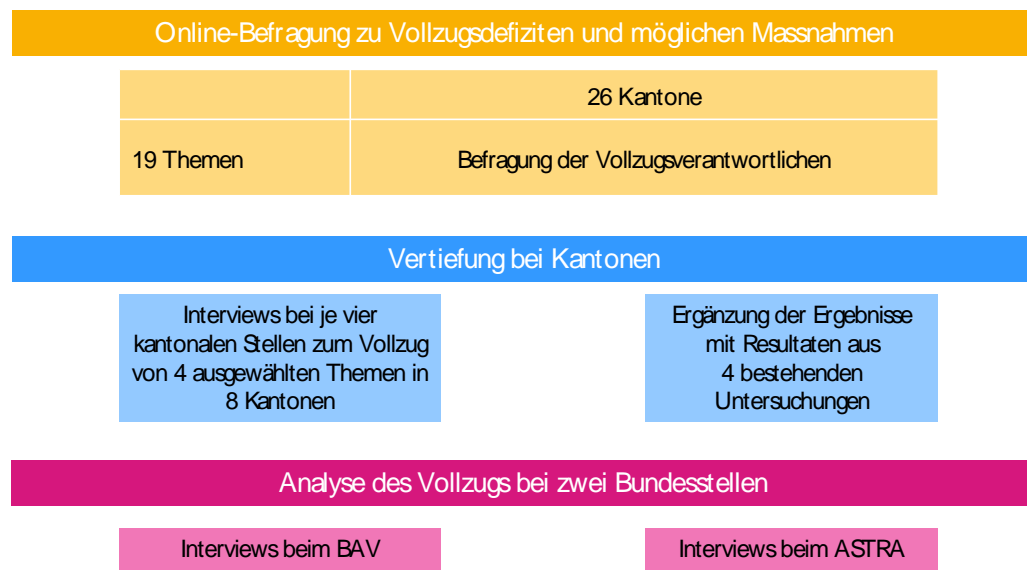 Online-Befragung zu Vollzugsdefiziten und möglichen Massnahmen
26 Kantone
19 Themen
Befragung der Vollzugsverantwortlichen
Vertiefung bei Kantonen
Interviews bei je vier
kantonalen Stellen zum Vollzug
von 4 ausgewählten Themen in
8 Kantonen
Ergänzung der Ergebnisse
mit Resultaten aus
4 bestehenden
Untersuchungen
Analyse des Vollzugs bei zwei Bundesstellen
Interviews beim BAV
Interviews beim ASTRA